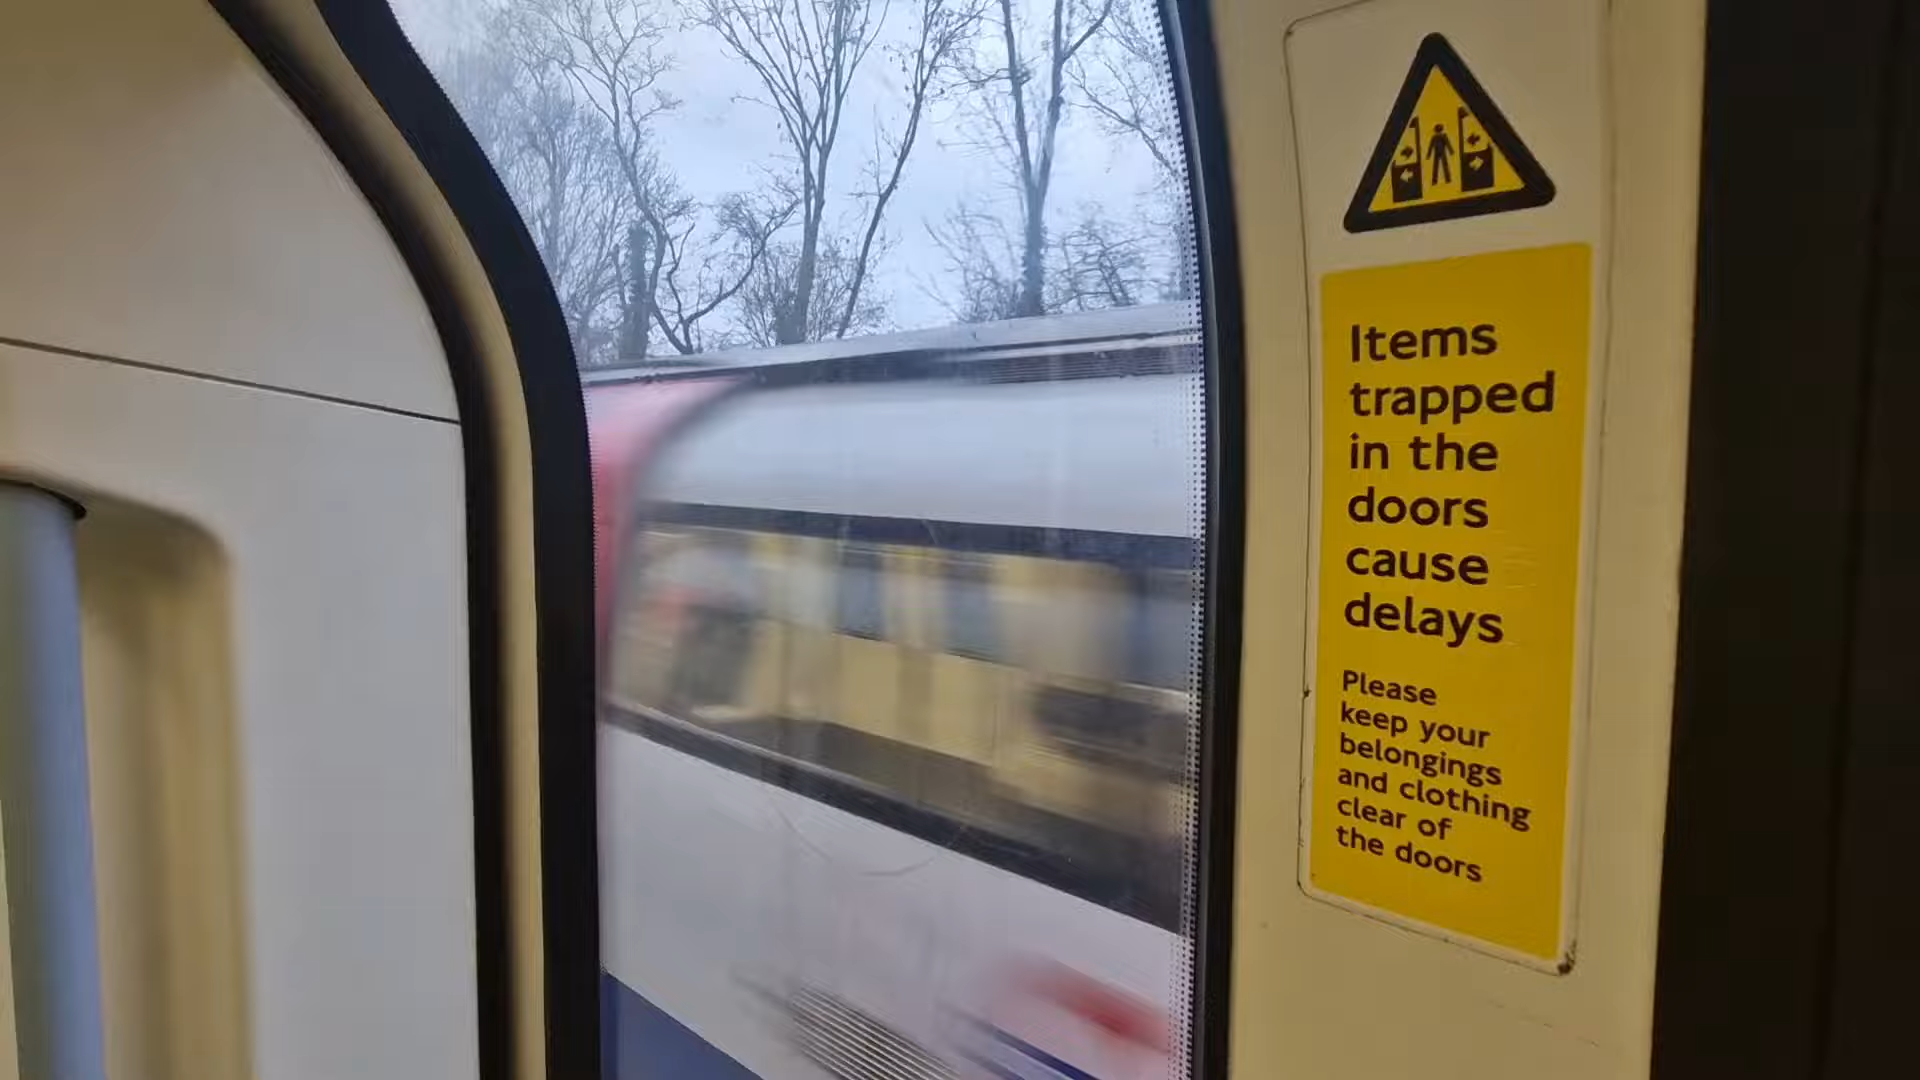 Items
trapped
in the
doors
cause
delays
Please
keep your
belongings
and clothing
clear of
the doors